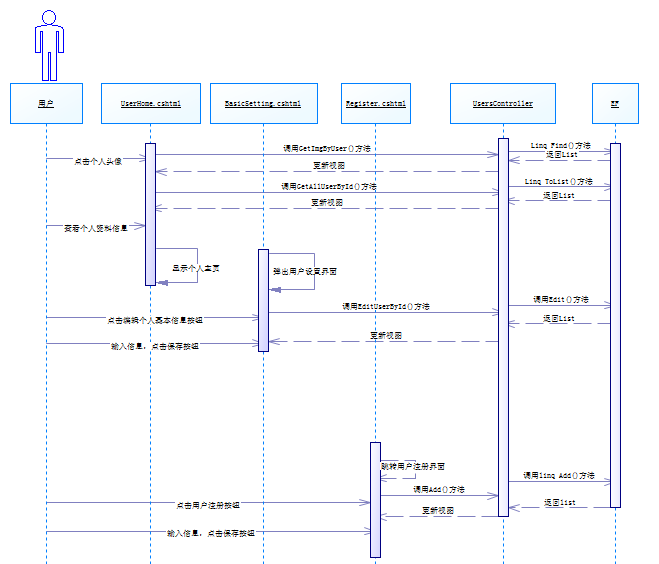 用户
UserHome.cshtml
BasicSetting.cshtml
Register.cshtml
UsersController
EF
调用GetImgByUser()方法
Linq Find()方法
点击个人头像
返回List
更新视图
调用GetAllUserById()方法
Linq ToList()方法
返回List
更新视图
查看个人资料信息
显示个人主页
弹出用户设置界面
调用EditUserById()方法
调用Edit()方法
点击编辑个人基本信息按钮
返回List
更新视图
输入信息，点击保存按钮
跳转用户注册界面
调用linq Add()方法
调用Add()方法
点击用户注册按钮
返回list
更新视图
输入信息，点击保存按钮